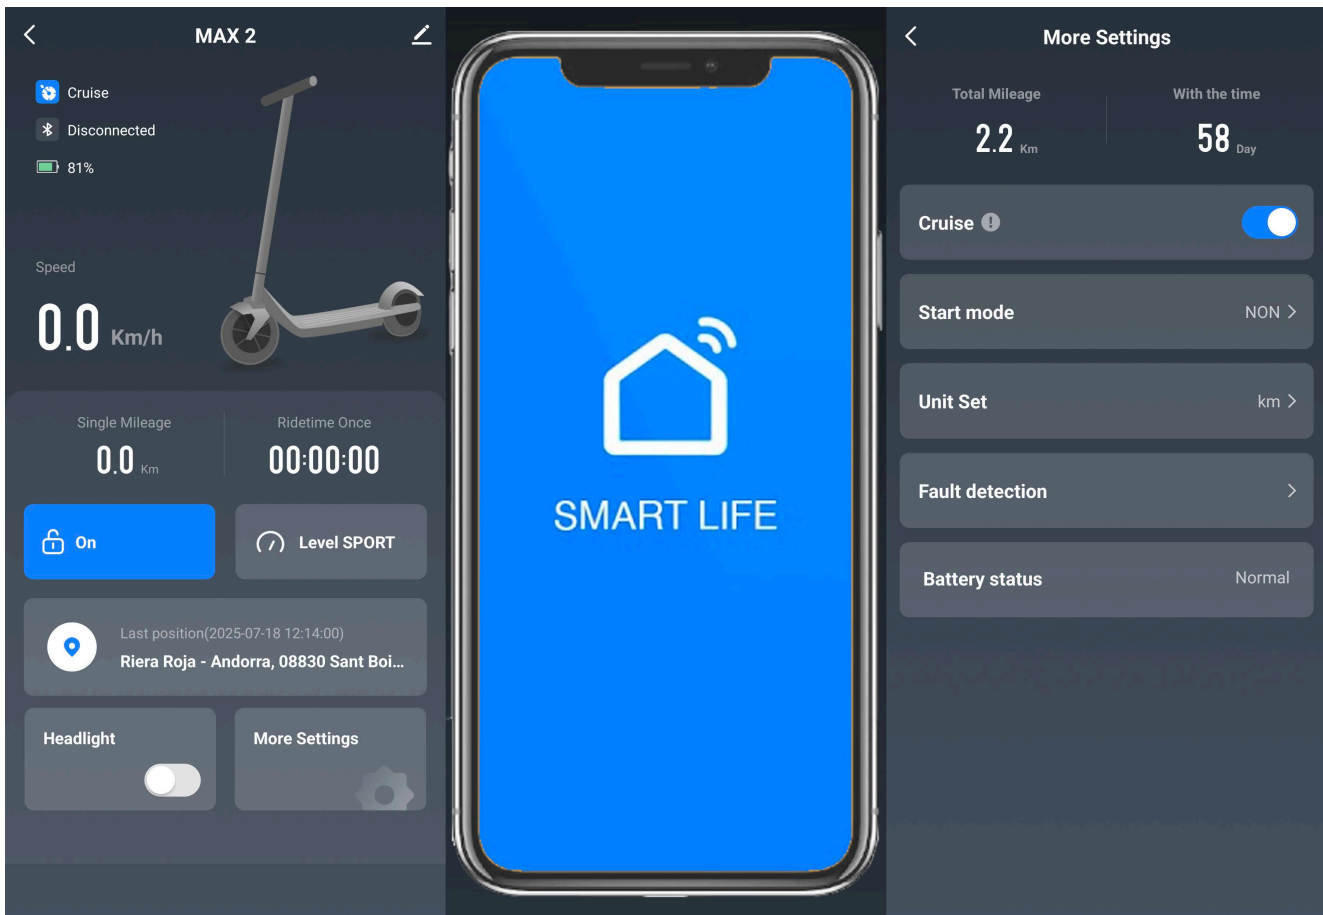 MAX 2
Cruise
Disconnected
81%
Speed
0.0 Km/h
Single Mileage
0.0 Km
Ridetime Once
00:00:00
On
Level SPORT
Last position(2025-07-18 12:14:00)
Riera Roja - Andorra, 08830 Sant Boi...
Headlight
More Settings
SMART LIFE
More Settings
Total Mileage
2.2 Km
With the time
58 Day
Cruise
Start mode NON
Unit Set km
Fault detection
Battery status Normal